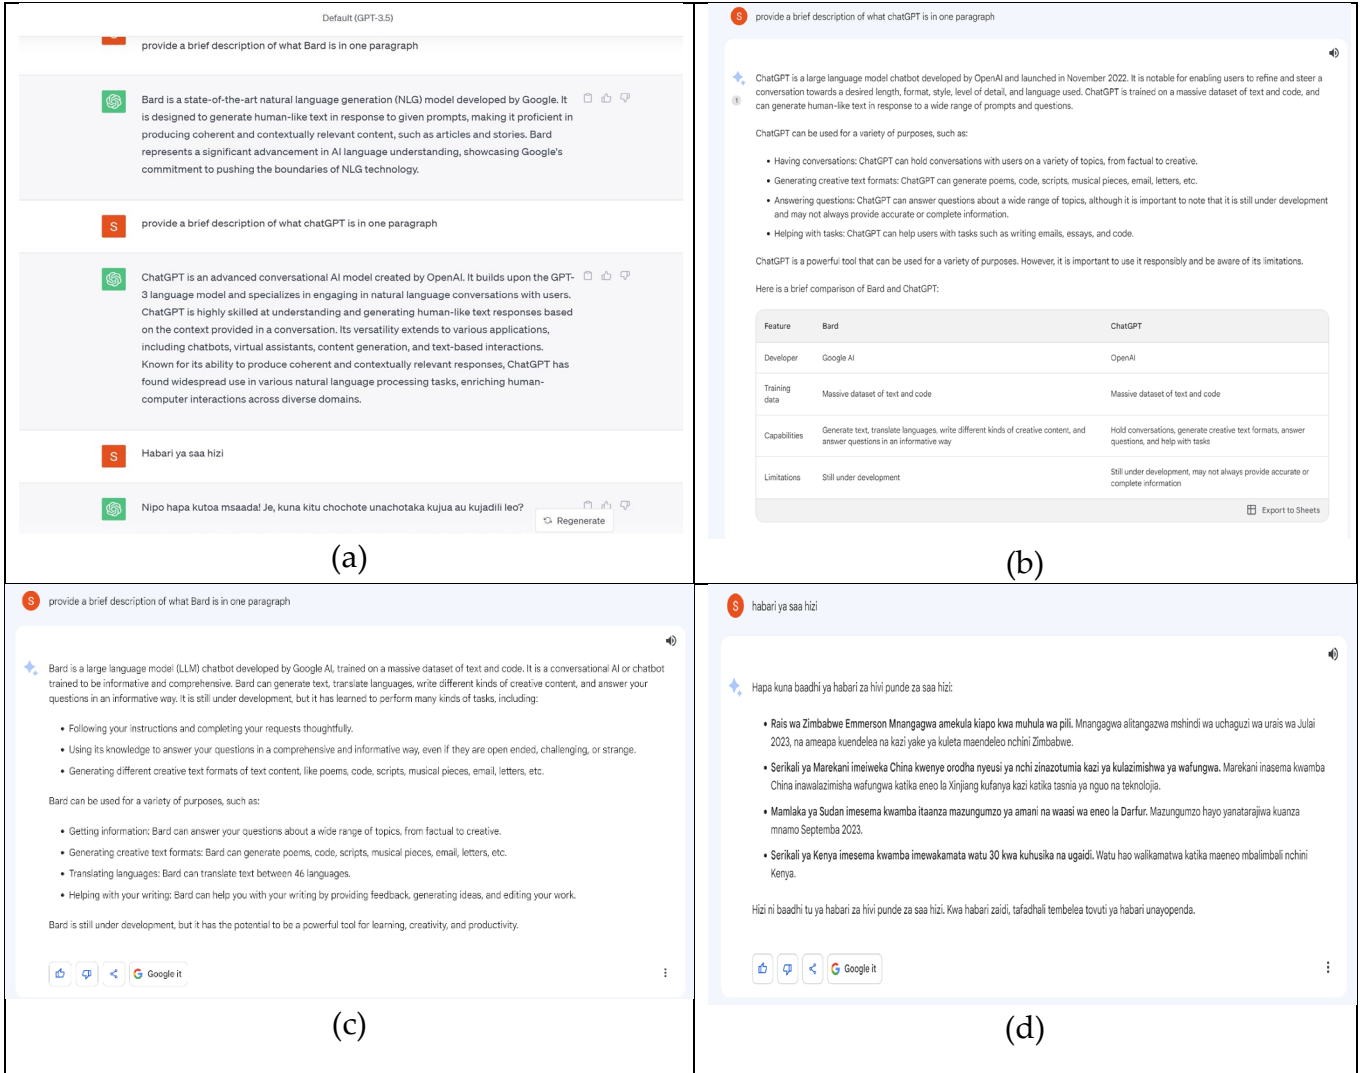 Default (GPT-3.5)
provide a brief description of what Bard is in one paragraph
Bard is a state-of-the-art natural language generation (NLG) model developed by Google. It
is designed to generate human-like text in response to given prompts, making it proficient in
producing coherent and contextually relevant content, such as articles and stories. Bard
represents a significant advancement in AI language understanding, showcasing Google's
commitment to pushing the boundaries of NLG technology.
S
provide a brief description of what chatGPT is in one paragraph
ChatGPT is an advanced conversational AI model created by OpenAI. It builds upon the GPT-
3 language model and specializes in engaging in natural language conversations with users.
ChatGPT is highly skilled at understanding and generating human-like text responses based
on the context provided in a conversation. Its versatility extends to various applications,
including chatbots, virtual assistants, content generation, and text-based interactions.
Known for its ability to produce coherent and contextually relevant responses, ChatGPT has
found widespread use in various natural language processing tasks, enriching human-
computer interactions across diverse domains.
S
Habari ya saa hizi
Nipo hapa kutoa msaada! Je, kuna kitu chochote unachotaka kujua au kujadili leo?
Regenerate
(a)
S
provide a brief description of what chatGPT is in one paragraph
ChatGPT is a large language model chatbot developed by OpenAI and launched in November 2022. It is notable for enabling users to refine and steer a
conversation towards a desired length, format, style, level of detail, and language used. ChatGPT is trained on a massive dataset of text and code, and
can generate human-like text in response to a wide range of prompts and questions.
1
ChatGPT can be used for a variety of purposes, such as:
• Having conversations: ChatGPT can hold conversations with users on a variety of topics, from factual to creative.
• Generating creative text formats: ChatGPT can generate poems, code, scripts, musical pieces, email, letters, etc.
• Answering questions: ChatGPT can answer questions about a wide range of topics, although it is important to note that it is still under development
and may not always provide accurate or complete information.
• Helping with tasks: ChatGPT can help users with tasks such as writing emails, essays, and code.
ChatGPT is a powerful tool that can be used for a variety of purposes. However, it is important to use it responsibly and be aware of its limitations.
Here is a brief comparison of Bard and ChatGPT:
Feature Bard ChatGPT
Developer Google AI OpenAI
Training
data Massive dataset of text and code Massive dataset of text and code
Capabilities Generate text, translate languages, write different kinds of creative content, and
answer questions in an informative way Hold conversations, generate creative text formats, answer
questions, and help with tasks
Limitations Still under development Still under development, may not always provide accurate or
complete information
Export to Sheets
(b)
S
provide a brief description of what Bard is in one paragraph
Bard is a large language model (LLM) chatbot developed by Google AI, trained on a massive dataset of text and code. It is a conversational AI or chatbot
trained to be informative and comprehensive. Bard can generate text, translate languages, write different kinds of creative content, and answer your
questions in an informative way. It is still under development, but it has learned to perform many kinds of tasks, including:
• Following your instructions and completing your requests thoughtfully.
• Using its knowledge to answer your questions in a comprehensive and informative way, even if they are open ended, challenging, or strange.
• Generating different creative text formats of text content, like poems, code, scripts, musical pieces, email, letters, etc.
Bard can be used for a variety of purposes, such as:
• Getting information: Bard can answer your questions about a wide range of topics, from factual to creative.
• Generating creative text formats: Bard can generate poems, code, scripts, musical pieces, email, letters, etc.
• Translating languages: Bard can translate text between 46 languages.
• Helping with your writing: Bard can help you with your writing by providing feedback, generating ideas, and editing your work.
Bard is still under development, but it has the potential to be a powerful tool for learning, creativity, and productivity.
G Google it
(c)
S
habari ya saa hizi
Hapa kuna baadhi ya habari za hivi punde za saa hizi:
• Rais wa Zimbabwe Emmerson Mnangagwa amekula kiapo kwa muhula wa pili. Mnangagwa alitangazwa mshindi wa uchaguzi wa urais wa Julai
2023, na ameapa kuendelea na kazi yake ya kuleta maendeleo nchini Zimbabwe.
• Serikali ya Marekani imeiweka China kwenye orodha nyeusi ya nchi zinazotumia kazi ya kulazimishwa ya wafungwa. Marekani inasema kwamba
China inawalazimisha wafungwa katika eneo la Xinjiang kufanya kazi katika tasnia ya nguo na teknolojia.
• Mamlaka ya Sudan imesema kwamba itaanza mazungumzo ya amani na waasi wa eneo la Darfur. Mazungumzo hayo yanatarajiwa kuanza
mnamo Septemba 2023.
• Serikali ya Kenya imesema kwamba imewakamata watu 30 kwa kuhusika na ugaidi. Watu hao walikamatwa katika maeneo mbalimbali nchini
Kenya.
Hizi ni baadhi tu ya habari za hivi punde za saa hizi. Kwa habari zaidi, tafadhali tembelea tovuti ya habari unayopenda.
G Google it
(d)